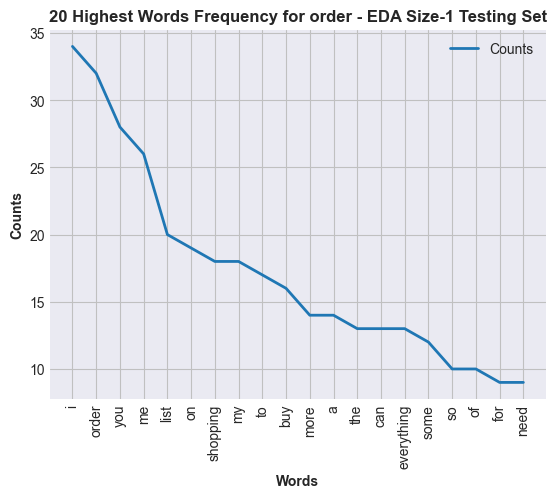 20 Highest Words Frequency for order - EDA Size-1 Testing Set
Counts
35
30
25
20
15
10
Counts
i
order
you
me
list
on
shopping
my
to
buy
more
a
the
can
everything
some
so
of
for
need
Words